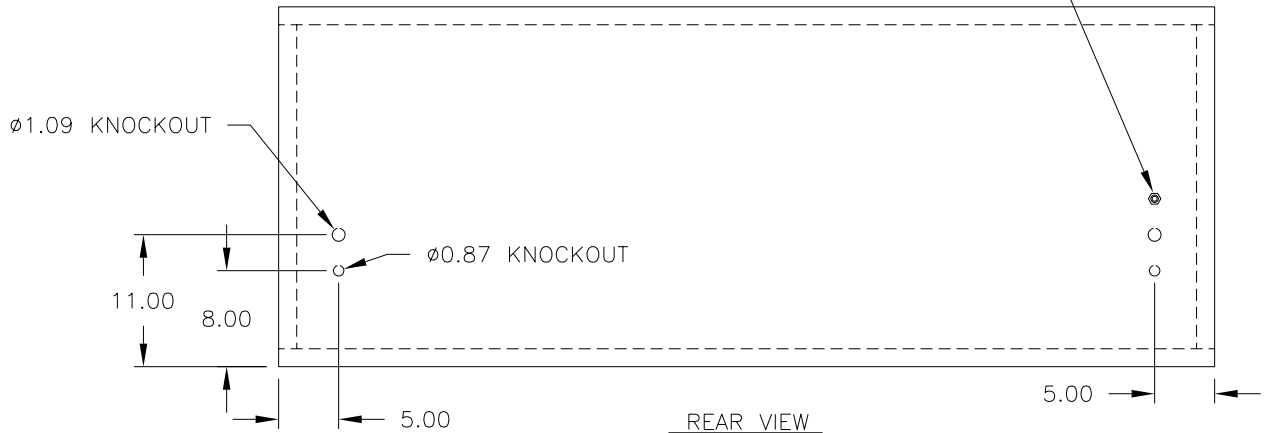 ø1.09 KNOCKOUT
ø0.87 KNOCKOUT
11.00
8.00
5.00
5.00
REAR VIEW